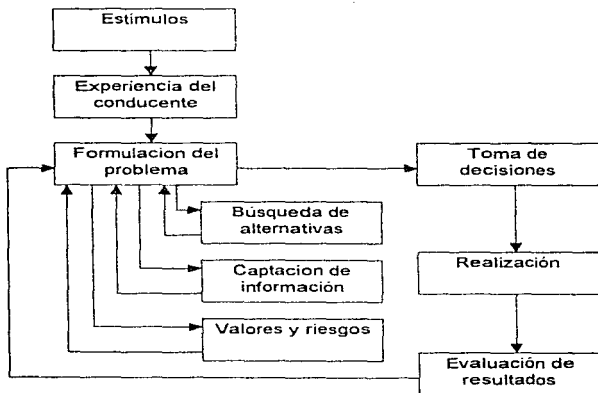 Estímulos
Experiencia del
conducente
Formulacion del
problema
Toma de
decisiones
Búsqueda de
alternativas
Captacion de
información
Realización
Valores y riesgos
Evaluación de
resultados